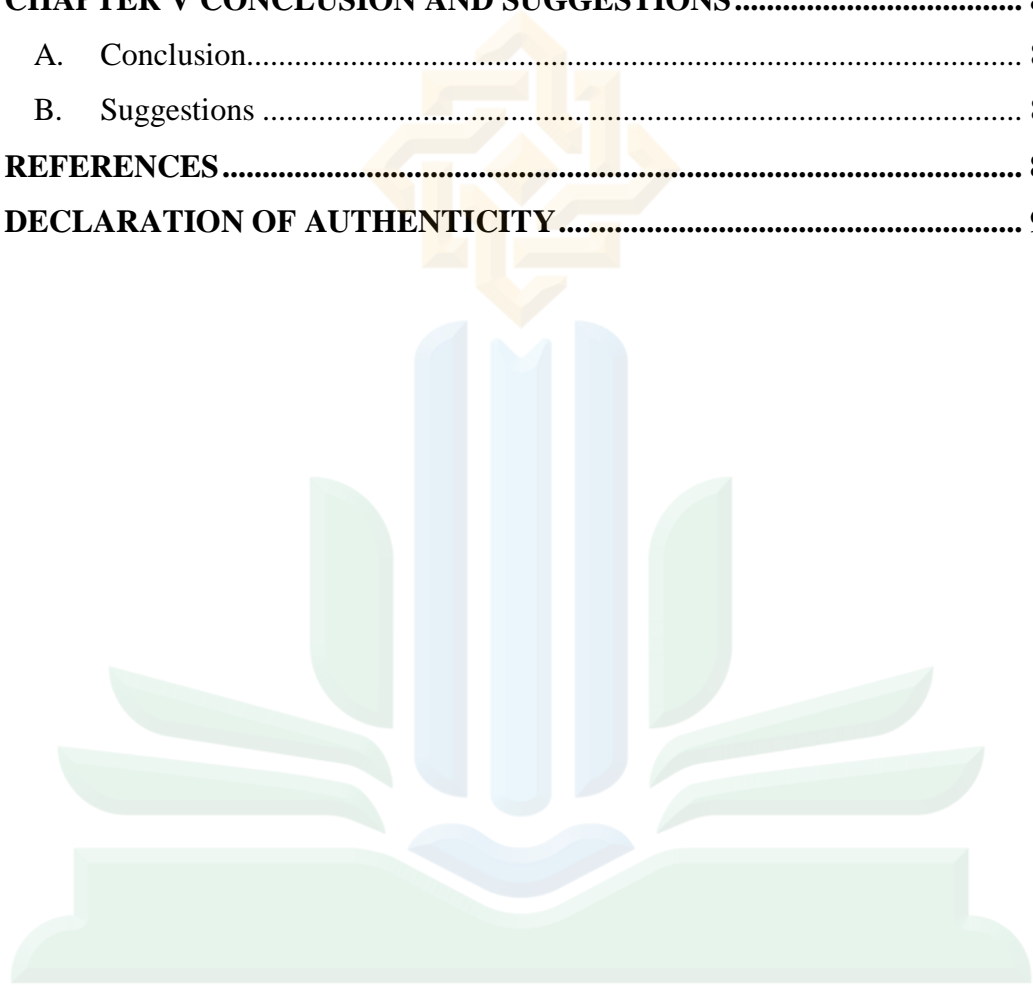 CHAPTER V CONCLUSION AND SUGGESTIONS
A. Conclusion
B. Suggestions
REFERENCES
DECLARATION OF AUTHENTICITY